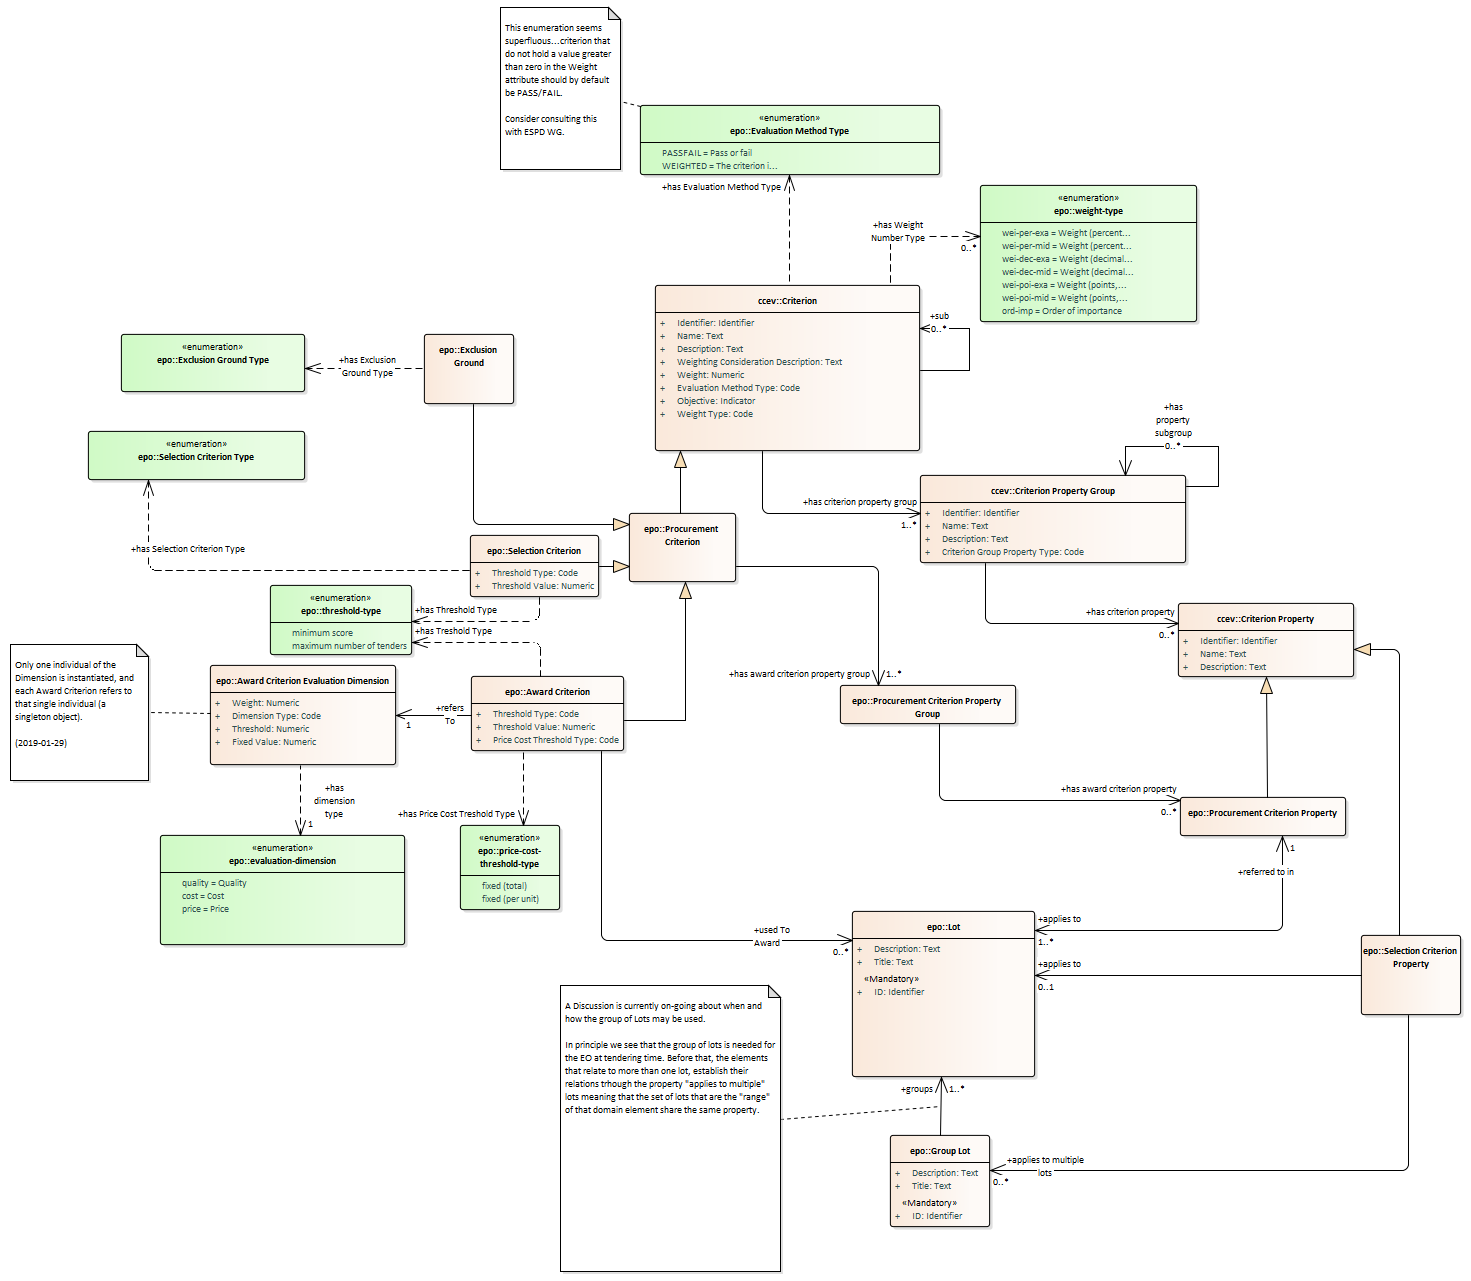 This enumeration seems
superfluous...criterion that
do not hold a value greater
than zero in the Weight
attribute should by default
be PASS/FAIL.
Consider consulting this
with ESPD WG.
«enumeration»
epo::Evaluation Method Type
PASSFAIL = Pass or fail
WEIGHTED = The criterion i...
+has Evaluation Method Type
+has Weight
Number Type
0..*
«enumeration»
epo::weight-type
wei-per-exa = Weight (percent...
wei-per-mid = Weight (percent...
wei-dec-exa = Weight (decimal...
wei-dec-mid = Weight (decimal...
wei-poi-exa = Weight (points,...
wei-poi-mid = Weight (points,...
ord-imp = Order of importance
ccev::Criterion
+ Identifier: Identifier
+ Name: Text
+ Description: Text
+ Weighting Consideration Description: Text
+ Weight: Numeric
+ Evaluation Method Type: Code
+ Objective: Indicator
+ Weight Type: Code
+sub
0..*
«enumeration»
epo::Exclusion Ground Type
+has Exclusion
Ground Type
epo::Exclusion
Ground
«enumeration»
epo::Selection Criterion Type
+has Selection Criterion Type
+has
property
subgroup
0..*
ccev::Criterion Property Group
+ Identifier: Identifier
+ Name: Text
+ Description: Text
+ Criterion Group Property Type: Code
+has criterion property group
1..*
epo::Procurement
Criterion
epo::Selection Criterion
+ Threshold Type: Code
+ Threshold Value: Numeric
«enumeration»
epo::threshold-type
minimum score
maximum number of tenders
+has Threshold Type
+has Treshold Type
+has criterion property
0..*
ccev::Criterion Property
+ Identifier: Identifier
+ Name: Text
+ Description: Text
Only one individual of the
Dimension is instantiated, and
each Award Criterion refers to
that single individual (a
singleton object).
(2019-01-29)
epo::Award Criterion Evaluation Dimension
+ Weight: Numeric
+ Dimension Type: Code
+ Threshold: Numeric
+ Fixed Value: Numeric
+refers
To
1
epo::Award Criterion
+ Threshold Type: Code
+ Threshold Value: Numeric
+ Price Cost Threshold Type: Code
+has award criterion property group
1..*
epo::Procurement Criterion Property
Group
+has
dimension
type
1
+has Price Cost Treshold Type
+has award criterion property
0..*
epo::Procurement Criterion Property
«enumeration»
epo::evaluation-dimension
quality = Quality
cost = Cost
price = Price
«enumeration»
epo::price-cost-
threshold-type
fixed (total)
fixed (per unit)
1
+referred to in
+used To
Award
0..*
epo::Lot
+ Description: Text
+ Title: Text
«Mandatory»
+ ID: Identifier
+applies to
1..*
+applies to
0..1
epo::Selection Criterion
Property
A Discussion is currently on-going about when and
how the group of Lots may be used.
In principle we see that the group of lots is needed for
the EO at tendering time. Before that, the elements
that relate to more than one lot, establish their
relations trhough the property "applies to multiple"
lots meaning that the set of lots that are the "range"
of that domain element share the same property.
+groups
1..*
epo::Group Lot
+ Description: Text
+ Title: Text
«Mandatory»
+ ID: Identifier
+applies to multiple
lots
0..*